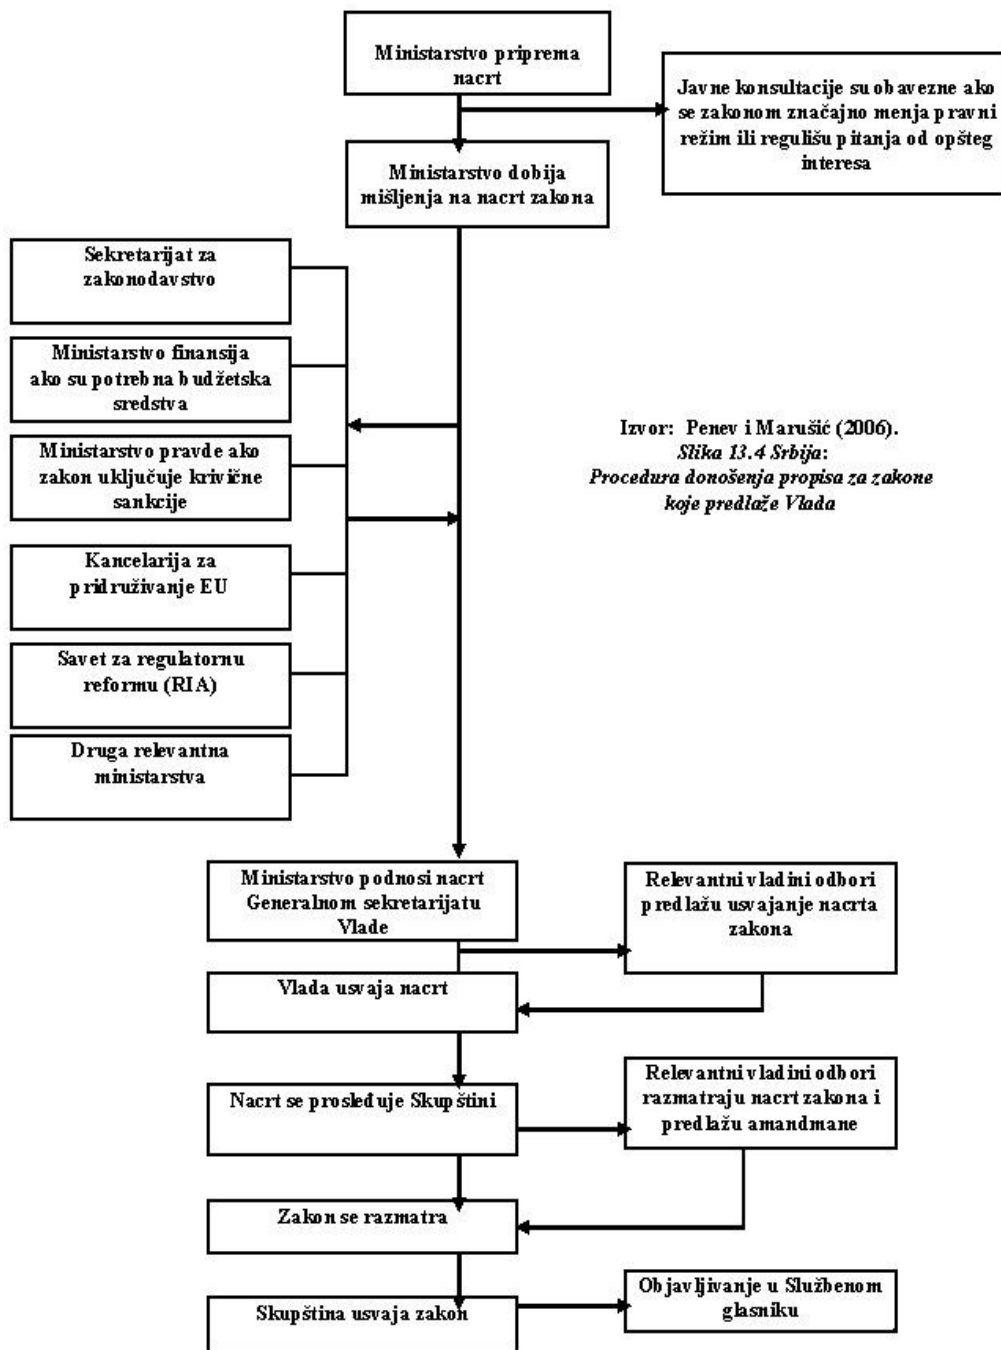 Ministarstvo priprema
nacrt
Javne konsultacije su obavezne ako
se zakonom značajno menja pravni
režim ili regulišu pitanja od opšteg
interesa
Ministarstvo dobija
mišljenja na nacrt zakona
Sekretarijat za
zakonodavstvo
Ministarstvo finansija
ako su potrebna budžetska
sredstva
Ministarstvo pravde ako
zakon uključuje krivične
sankcije
Kancelarija za
pridruživanje EU
Savet za regulatornu
reformu (RIA)
Druga relevantna
ministarstva
Izvor: Penev i Marušić (2006).
Slika 13.4 Srbija:
Procedura donošenja propisa za zakone
koje predlaže Vlada
Ministarstvo podnosi nacrt
Generalnom sekretarijatu
Vlade
Relevantni vladini odbori
predlažu usvajanje nacrta
zakona
Vlada usvaja nacrt
Nacrt se prosleđuje Skupštini
Relevantni vladini odbori
razmatraju nacrt zakona i
predlažu amandmane
Zakon se razmatra
Skupština usvaja zakon
Objavljivanje u Službenom
glasniku